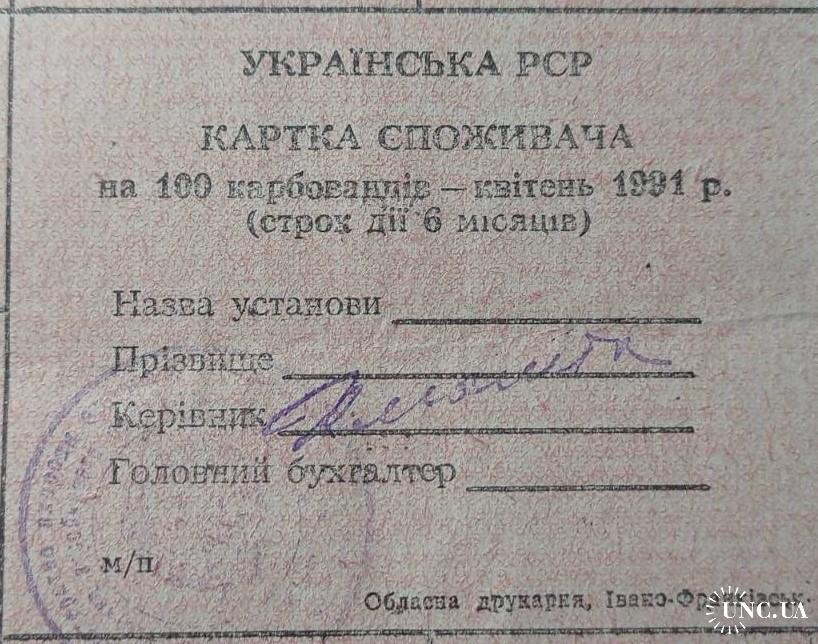 УКРАЇНСЬКА РСР
КАРТКА СПОЖИВАЧА
на 100 карбованців — квітень 1991 р.
(строк дії 6 місяців)
Назва установи
Прізвище
Керівник
Головний бухгалтер
м/п
Обласна друкарня, Івано-Франківськ.
UNC.UA